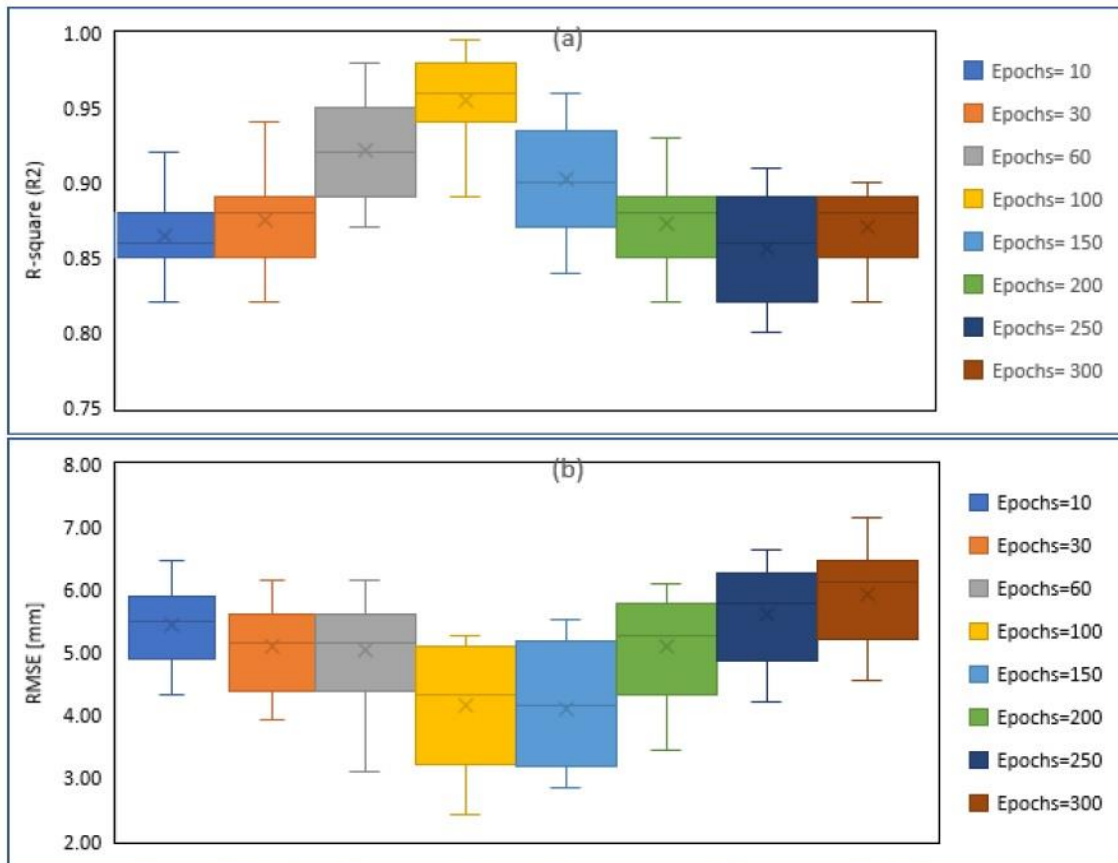 (a)
1.00
0.95
0.90
0.85
0.80
0.75
R-square (R2)
Epochs= 10
Epochs= 30
Epochs= 60
Epochs= 100
Epochs= 150
Epochs= 200
Epochs= 250
Epochs= 300
(b)
8.00
7.00
6.00
5.00
4.00
3.00
2.00
RMSE [mm]
Epochs=10
Epochs=30
Epochs=60
Epochs=100
Epochs=150
Epochs=200
Epochs=250
Epochs=300